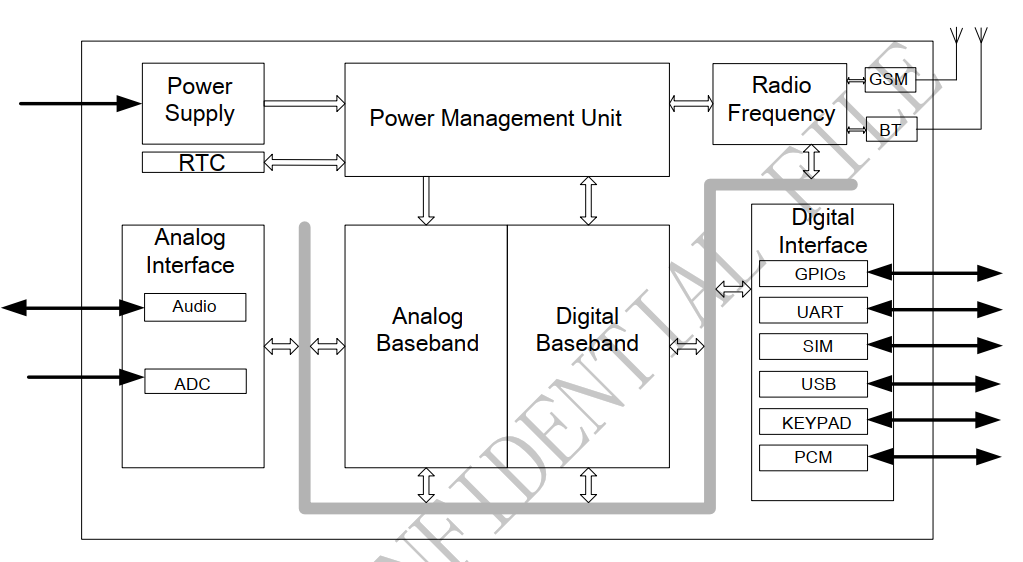 Power
Supply
RTC
Power Management Unit
Radio
Frequency
GSM
BT
Analog
Interface
Audio
ADC
Analog
Baseband
Digital
Baseband
Digital
Interface
GPIOs
UART
SIM
USB
KEYPAD
PCM
NFIDENTIAL FILE